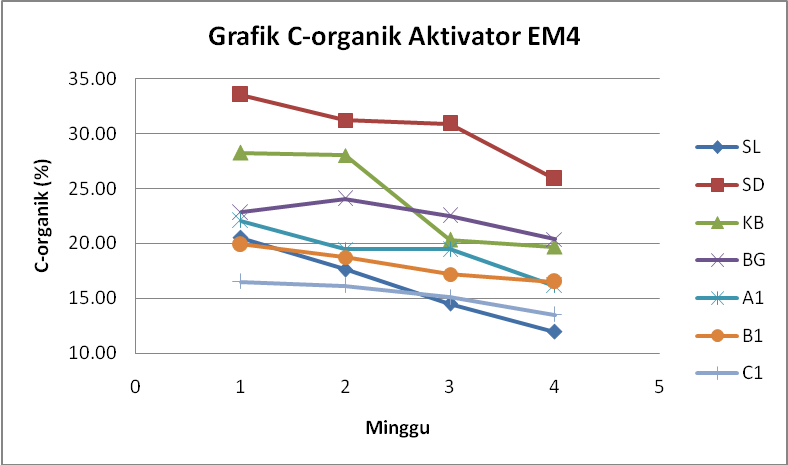 Grafik C-organik Aktivator EM4
35.00
30.00
25.00
20.00
15.00
10.00
C-organik (%)
0 1 2 3 4 5
Minggu
SL
SD
KB
BG
A1
B1
C1